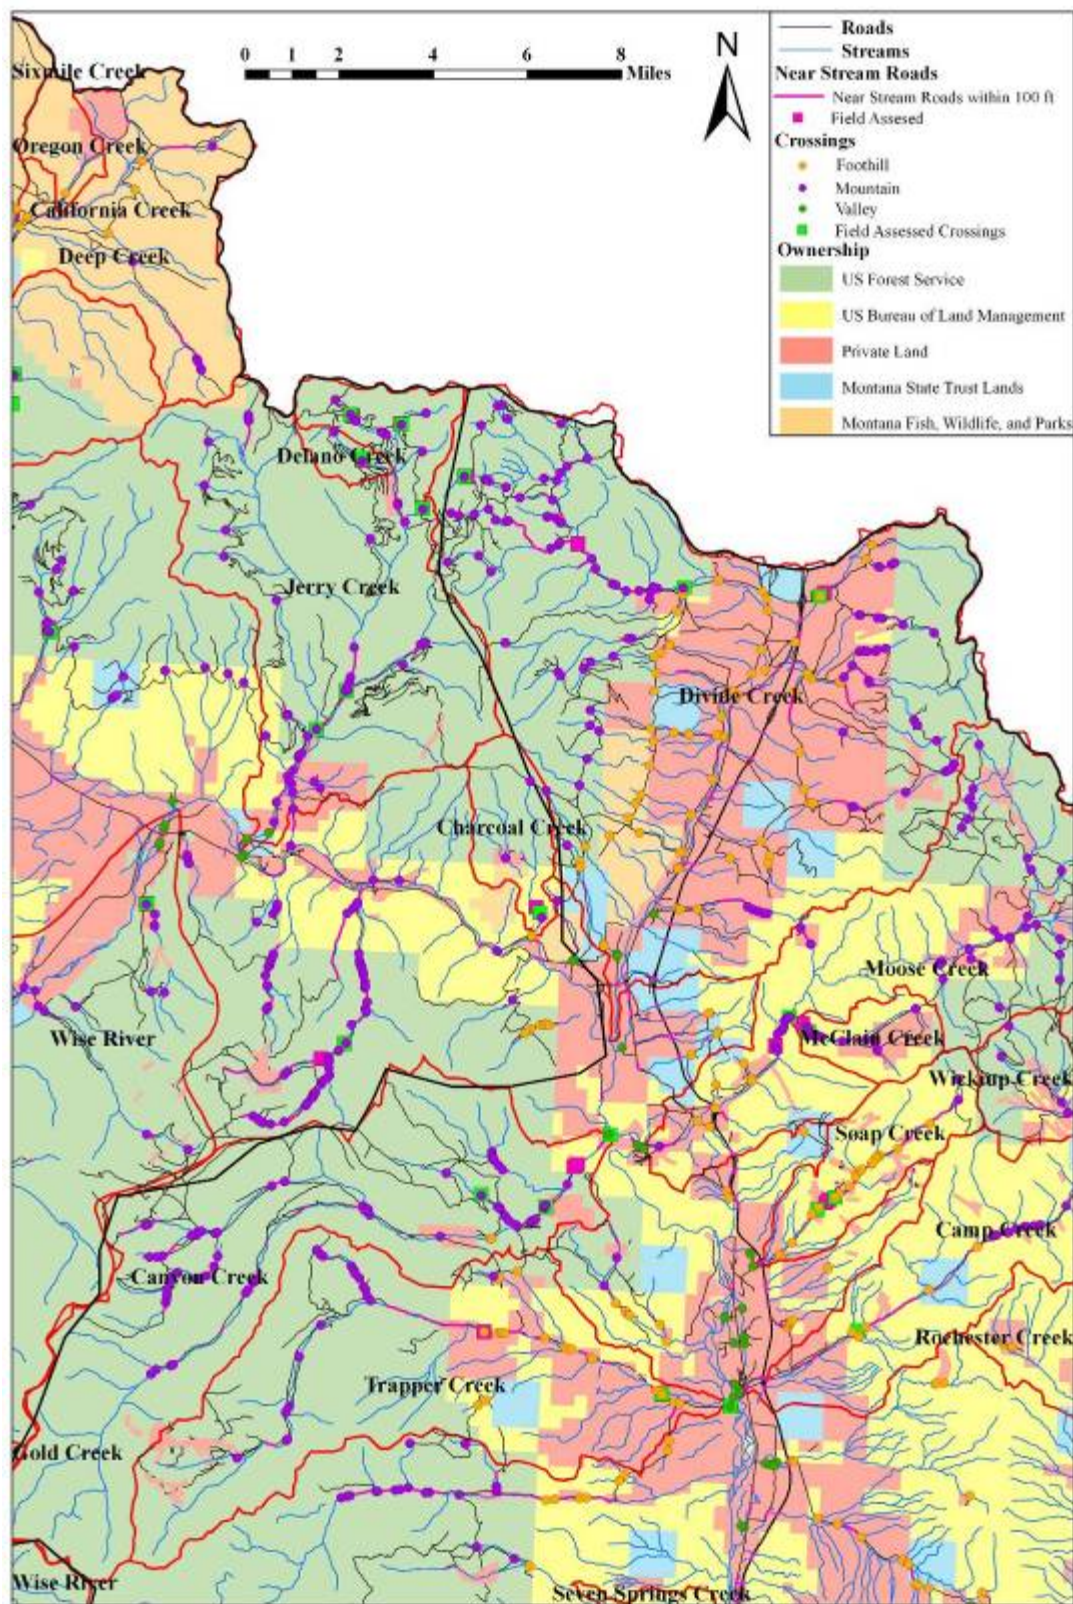 0 1 2 4 6 8
Miles
N
Roads
Streams
Near Stream Roads
Near Stream Roads within 100 ft
Field Assesed
Crossings
Foothill
Mountain
Valley
Field Assessed Crossings
Ownership
US Forest Service
US Bureau of Land Management
Private Land
Montana State Trust Lands
Montana Fish, Wildlife, and Parks
Sixmile Creek
Oregon Creek
California Creek
Deep Creek
Delano Creek
Jerry Creek
Divide Creek
Charcoal Creek
Moose Creek
Wise River
McClain Creek
Wickiup Creek
Soap Creek
Camp Creek
Canyon Creek
Rochester Creek
Trapper Creek
Gold Creek
Wise River
Seven Springs Creek